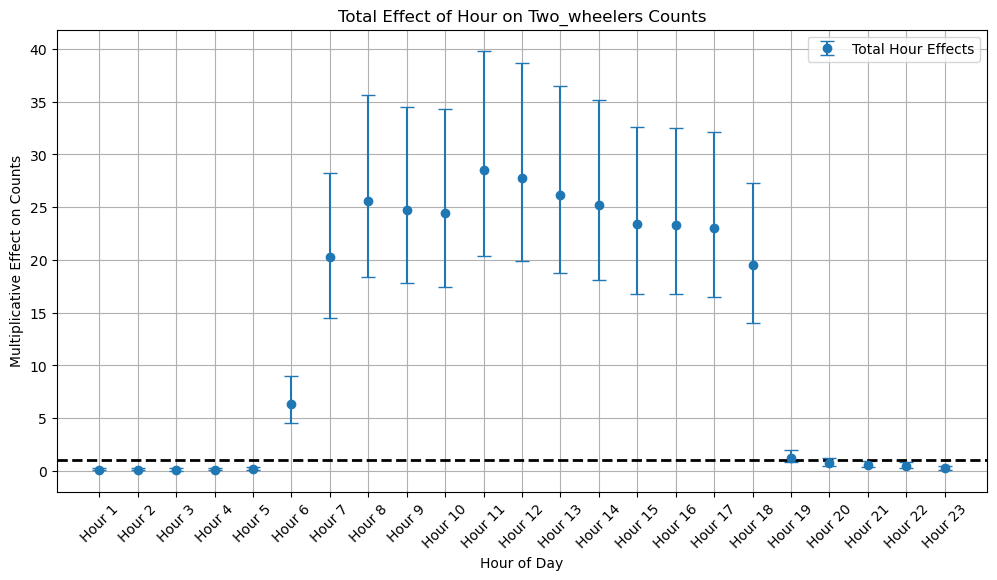 Total Effect of Hour on Two_wheelers Counts
Total Hour Effects
Multiplicative Effect on Counts
40
35
30
25
20
15
10
5
0
Hour 1
Hour 2
Hour 3
Hour 4
Hour 5
Hour 6
Hour 7
Hour 8
Hour 9
Hour 10
Hour 11
Hour 12
Hour 13
Hour 14
Hour 15
Hour 16
Hour 17
Hour 18
Hour 19
Hour 20
Hour 21
Hour 22
Hour 23
Hour of Day